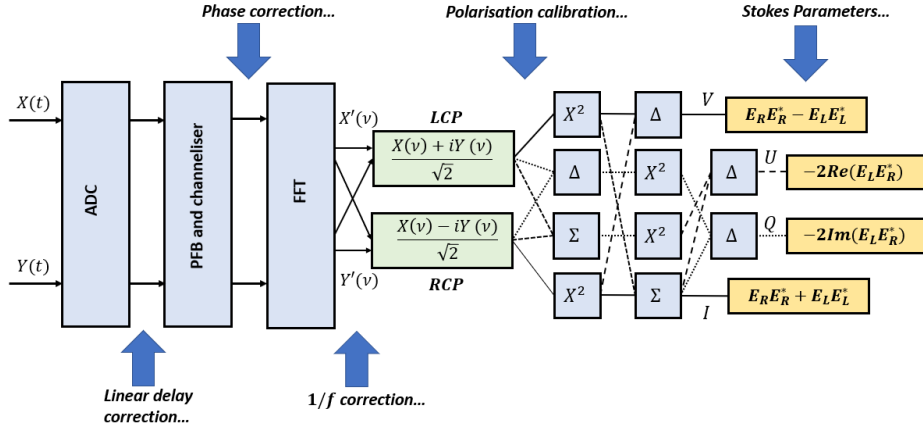 Phase correction...
Polarisation calibration...
Stokes Parameters...
X(t)
Y(t)
ADC
PFB and channeliser
FFT
X′(ν)
Y′(ν)
LCP
X(ν) + iY (ν)
√2
X(ν) − iY (ν)
√2
RCP
X²
Δ
Σ
X²
Δ
X²
X²
Σ
Δ
Δ
V
U
Q
I
E_R E_R^* − E_L E_L^*
−2Re(E_L E_R^*)
−2Im(E_L E_R^*)
E_R E_R^* + E_L E_L^*
Linear delay
correction...
1/f correction...